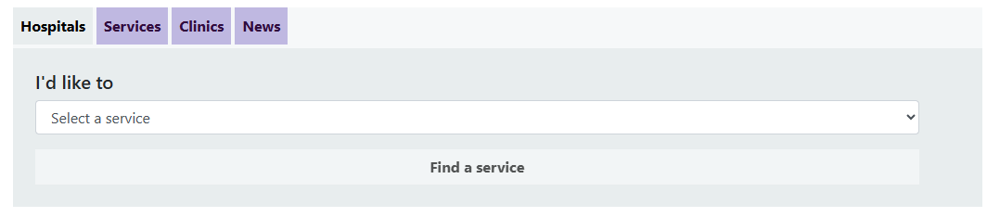 Hospitals Services Clinics News
I'd like to
Select a service
Find a service